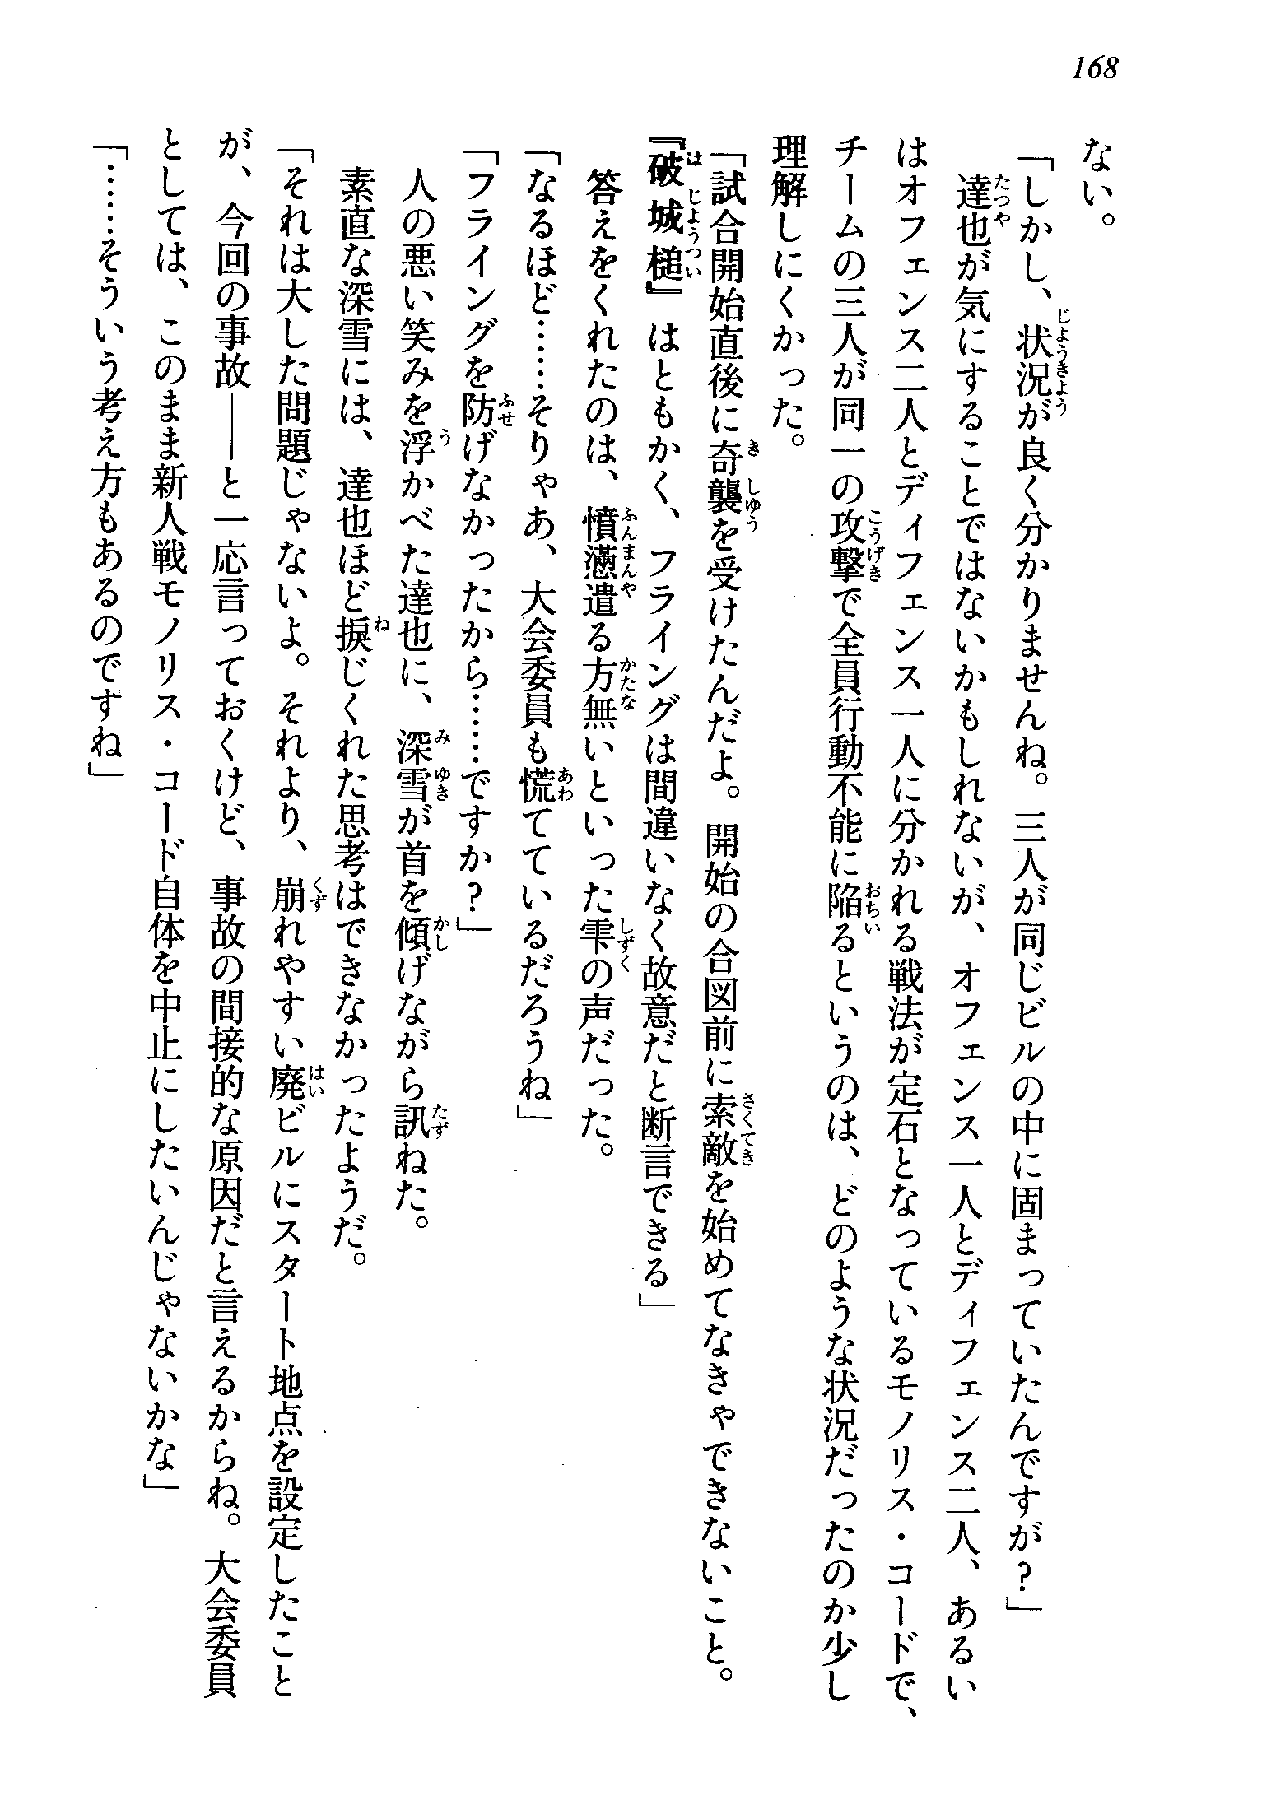 168
ない。
「しかし、状況が良く分かりませんね。三人が同じビルの中に固まっていたんですが？」
達也が気にすることではないかもしれないが、オフェンス一人とディフェンス二人、あるい
はオフェンス二人とディフェンス一人に分かれる戦法が定石となっているモノリス・コードで、
チームの三人が同一の攻撃で全員行動不能に陥るというのは、どのような状況だったのか少し
理解しにくかった。
「試合開始直後に奇襲を受けたんだよ。開始の合図前に索敵を始めてなきゃできないこと。
『破城槌』はともかく、フライングは間違いなく故意だと断言できる」
答えをくれたのは、憤懣遣る方無いといった雫の声だった。
「なるほど……そりゃあ、大会委員も慌てているだろうね」
「フライングを防げなかったから……ですか？」
人の悪い笑みを浮かべた達也に、深雪が首を傾げながら訊ねた。
素直な深雪には、達也ほど捩じくれた思考はできなかったようだ。
「それは大した問題じゃないよ。それより、崩れやすい廃ビルにスタート地点を設定したこと
が、今回の事故――と一応言っておくけど、事故の間接的な原因だと言えるからね。大会委員
としては、このまま新人戦モノリス・コード自体を中止にしたいんじゃないかな」
「……そういう考え方もあるのですね」